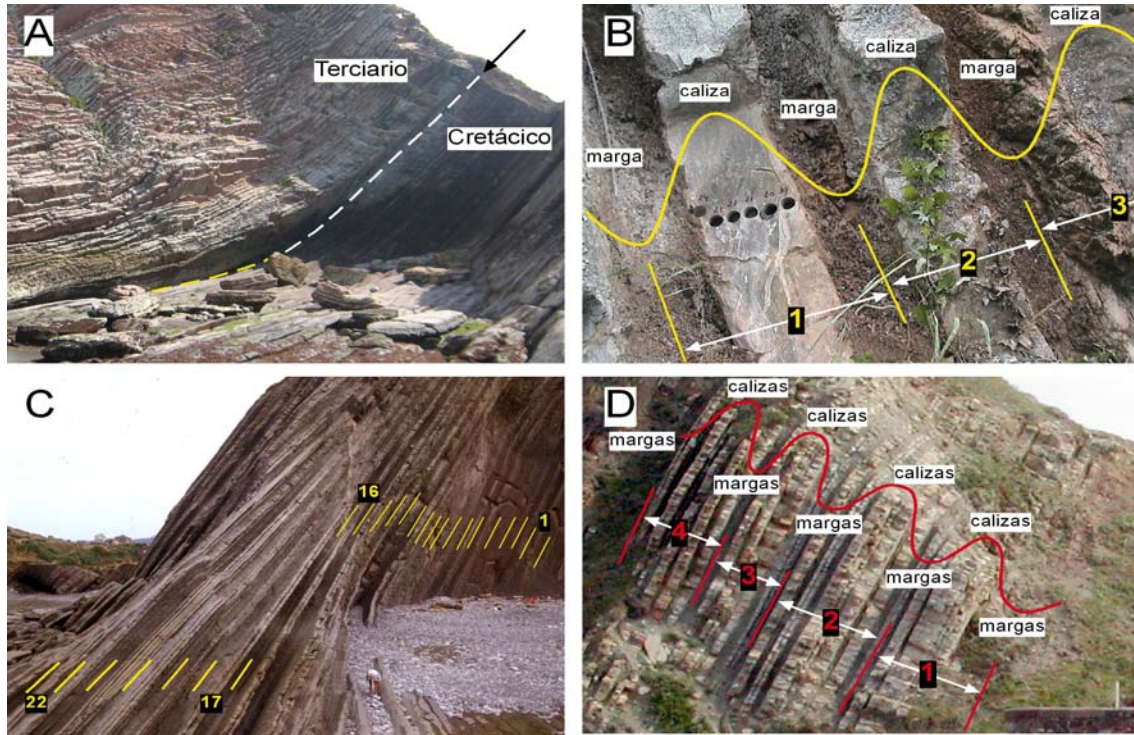 A
Terciario
Cretácico
B
caliza
caliza
marga
caliza
marga
marga
3
2
1
C
16
1
22
17
D
calizas
margas
calizas
margas
calizas
margas
calizas
margas
margas
4
3
2
1